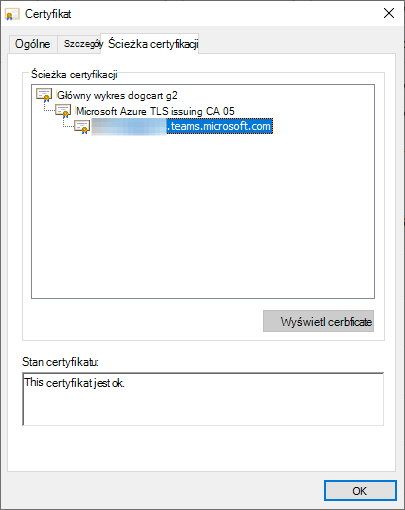 Certyfikat
Ogólne Szczegóły Ścieżka certyfikacji
Ścieżka certyfikacji
Główny wykres dogcart g2
Microsoft Azure TLS issuing CA 05
.teams.microsoft.com
Wyświetl cerbficate
Stan certyfikatu:
This certyfikat jest ok.
OK